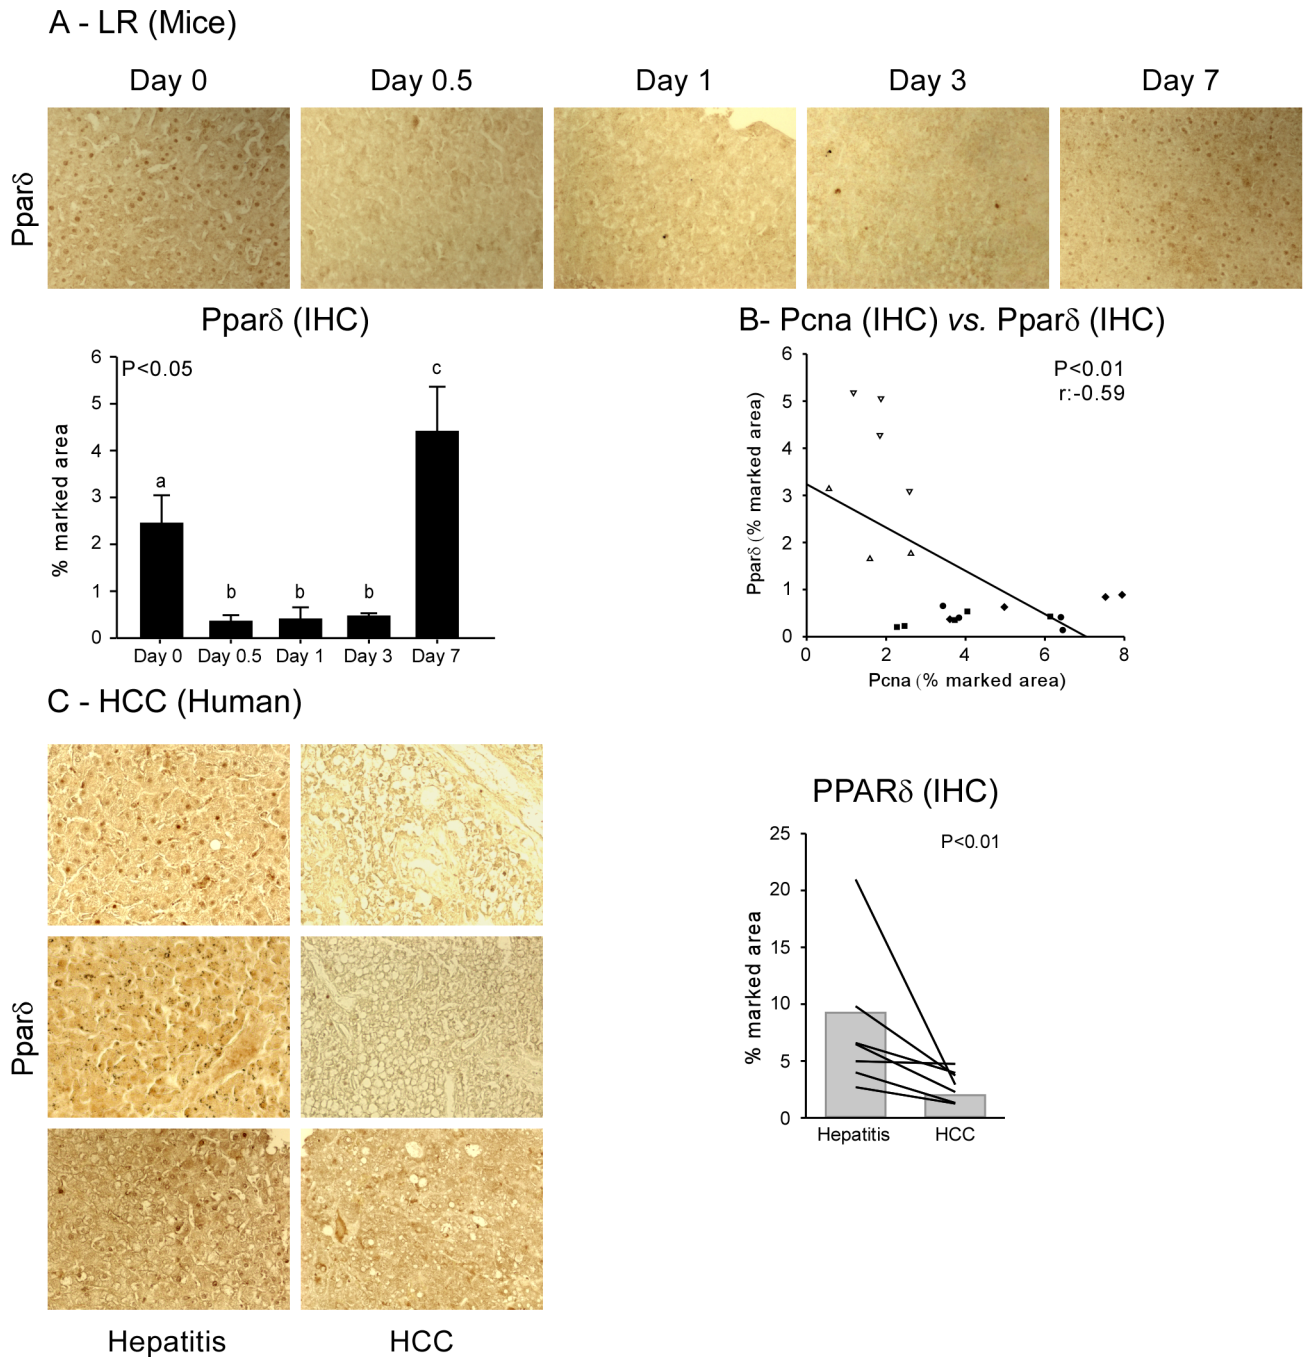 A - LR (Mice)
Day 0 Day 0.5 Day 1 Day 3 Day 7
Pparδ
Pparδ (IHC)
P<0.05
6
5
4
3
2
1
0
% marked area
a
b
b
b
c
Day 0 Day 0.5 Day 1 Day 3 Day 7
B- Pcna (IHC) vs. Pparδ (IHC)
P<0.01
r:-0.59
6
5
4
3
2
1
0
Pparδ (% marked area)
0 2 4 6 8
Pcna (% marked area)
C - HCC (Human)
Pparδ
Hepatitis HCC
PPARδ (IHC)
P<0.01
25
20
15
10
5
0
% marked area
Hepatitis HCC